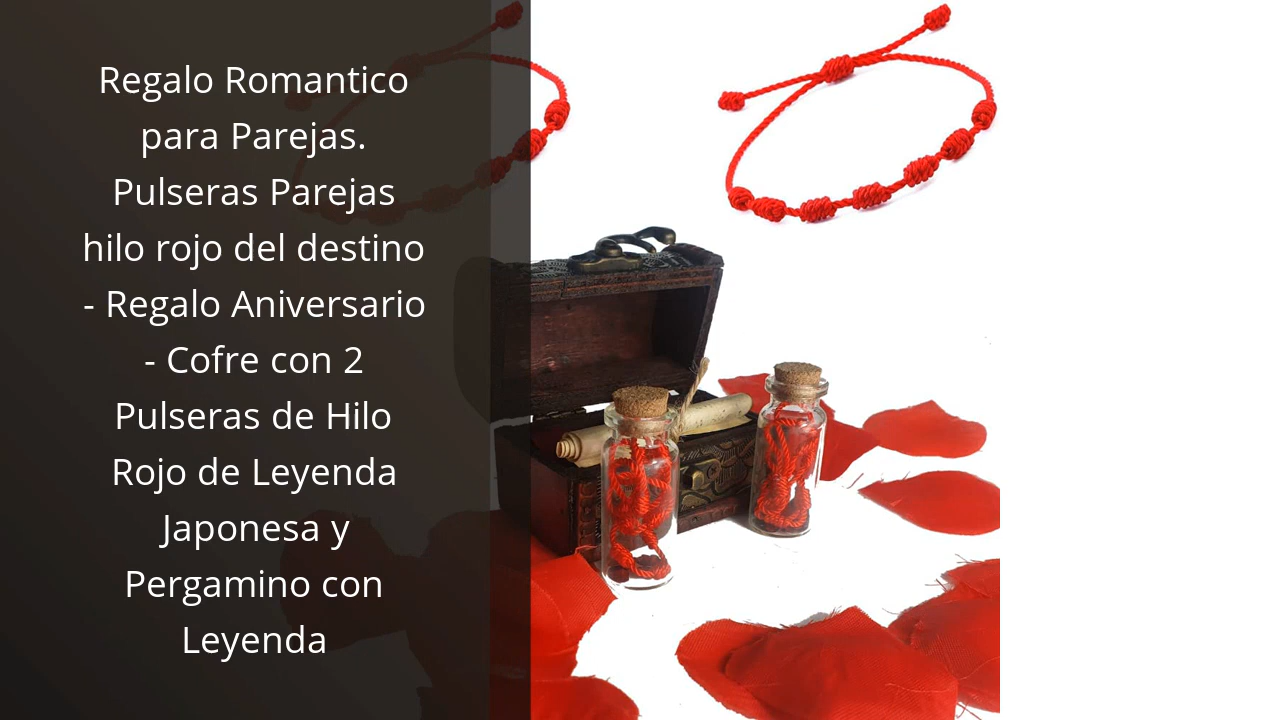 Regalo Romantico
para Parejas.
Pulseras Parejas
hilo rojo del destino
- Regalo Aniversario
- Cofre con 2
Pulseras de Hilo
Rojo de Leyenda
Japonesa y
Pergamino con
Leyenda